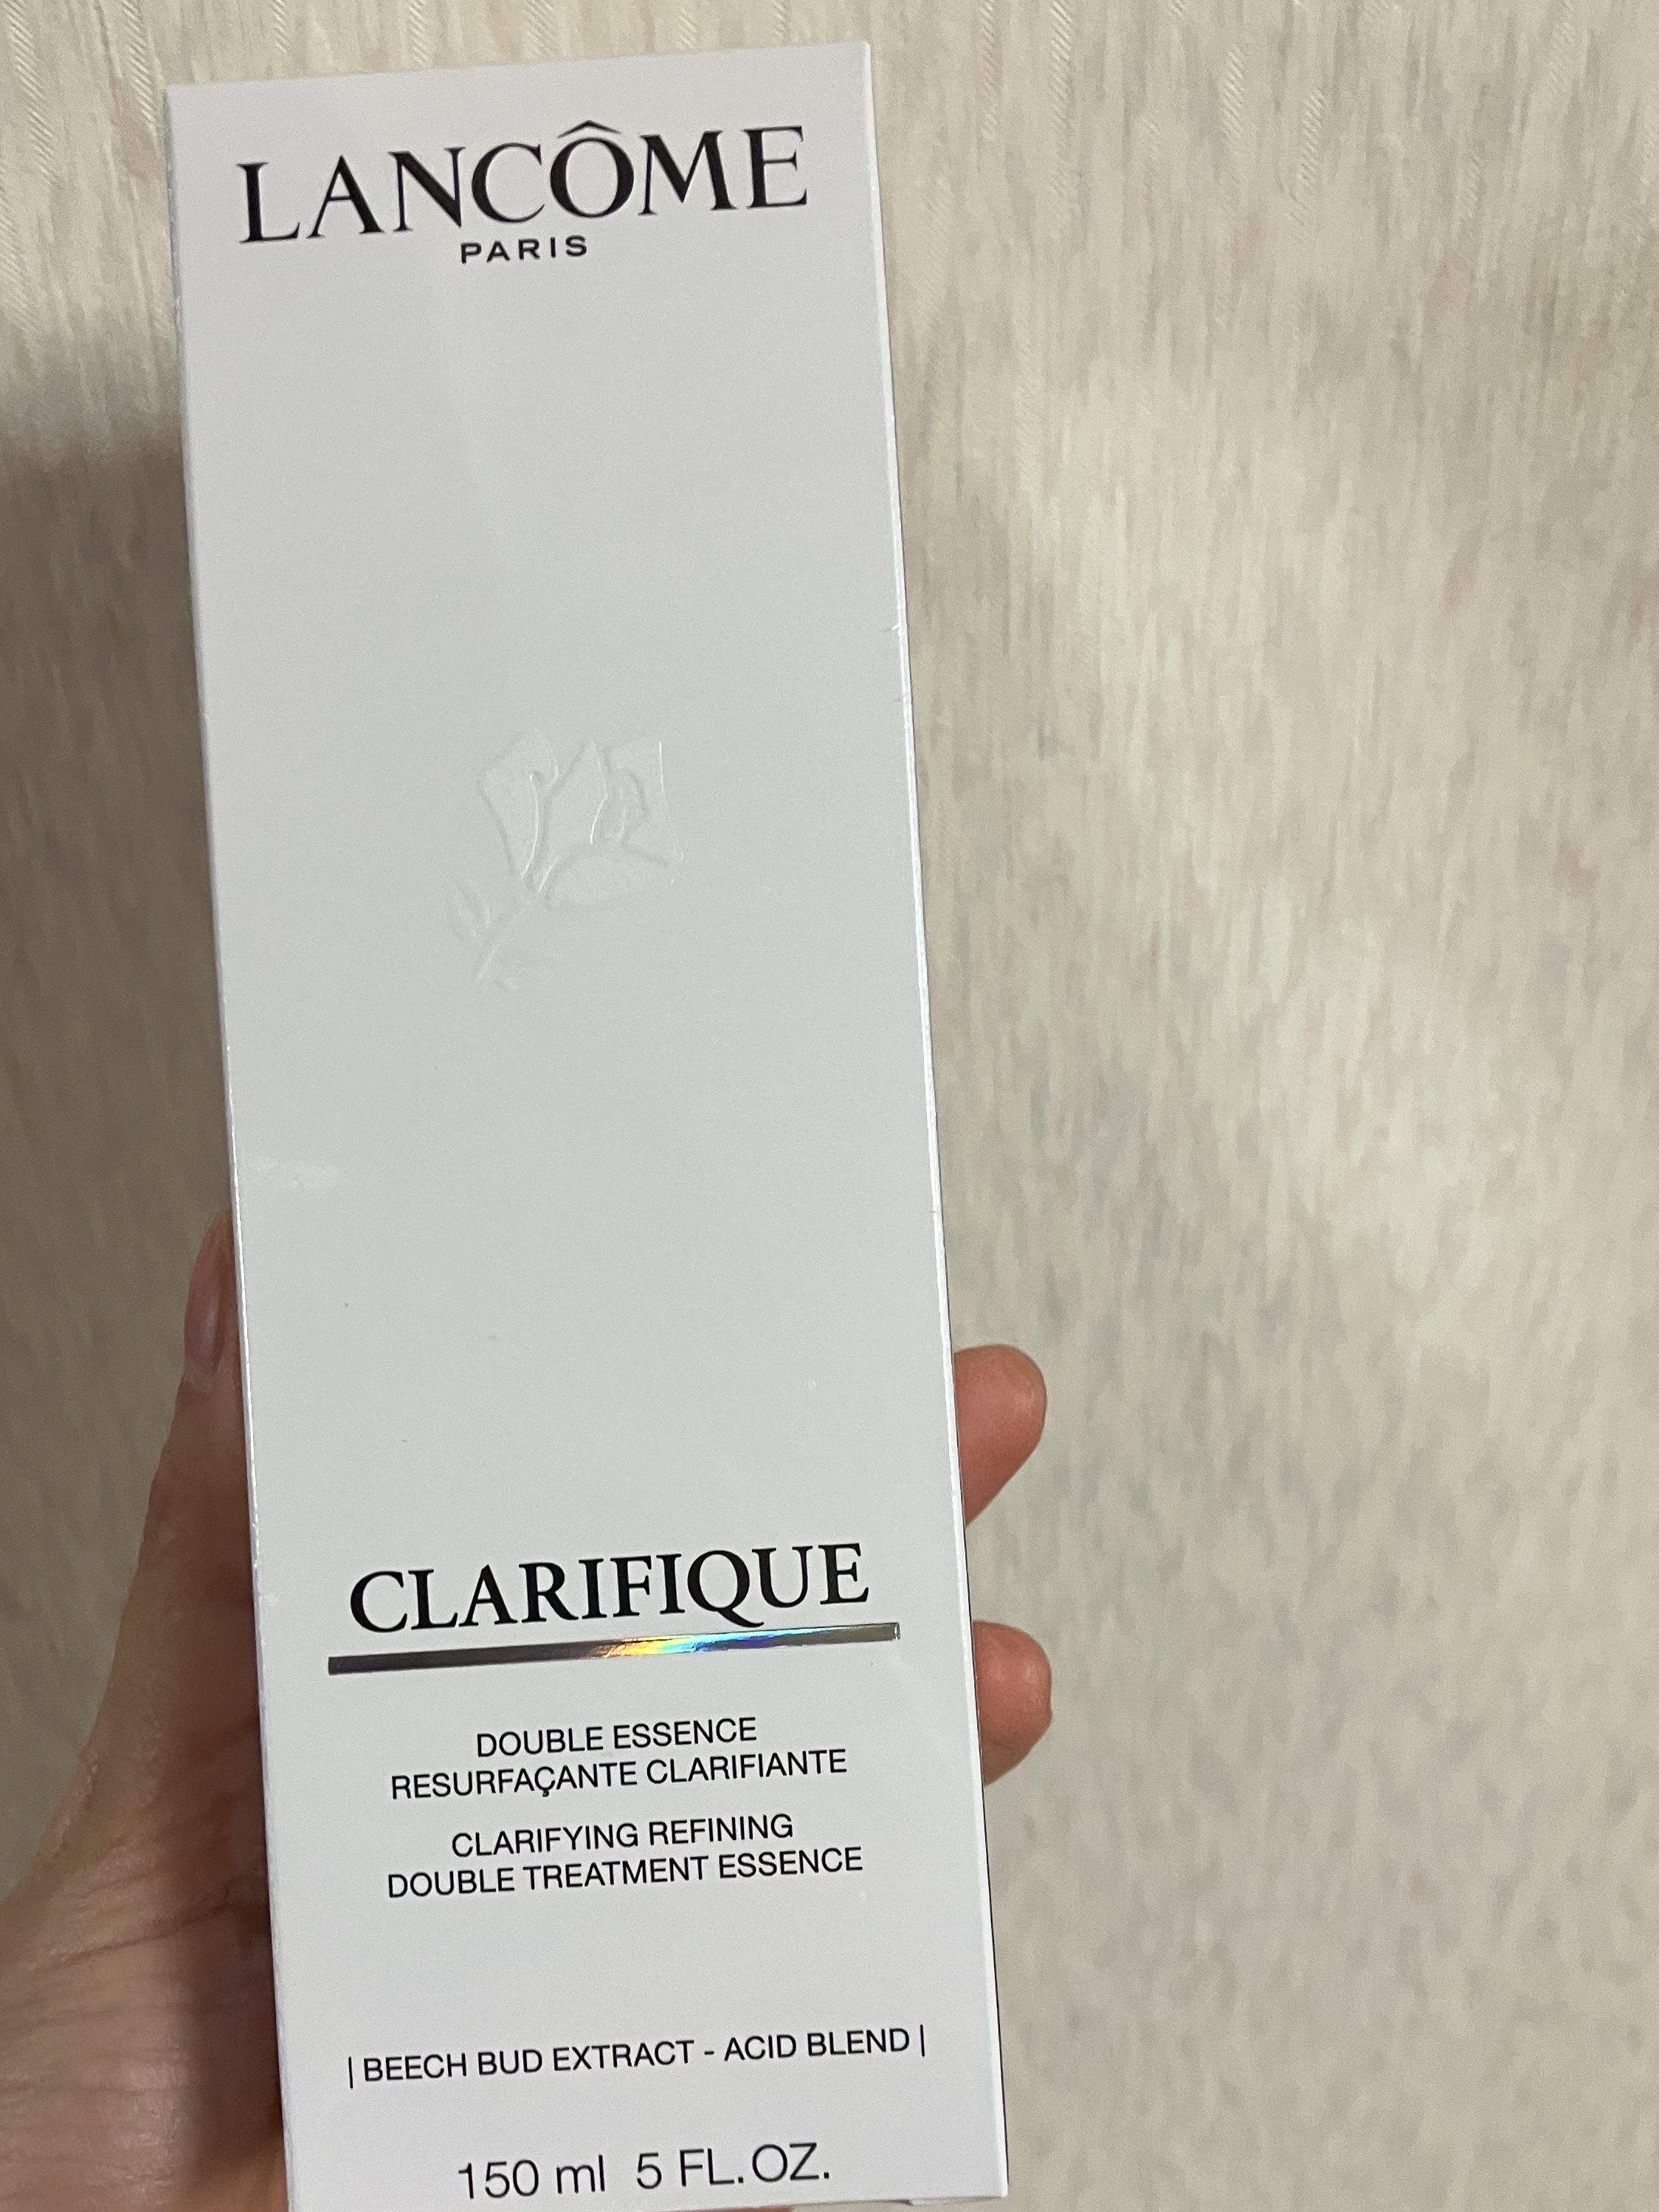 LANCÔME
PARIS
CLARIFIQUE
DOUBLE ESSENCE
RESURFAÇANTE CLARIFIANTE
CLARIFYING REFINING
DOUBLE TREATMENT ESSENCE
| BEECH BUD EXTRACT - ACID BLEND |
150 ml 5 FL.OZ.